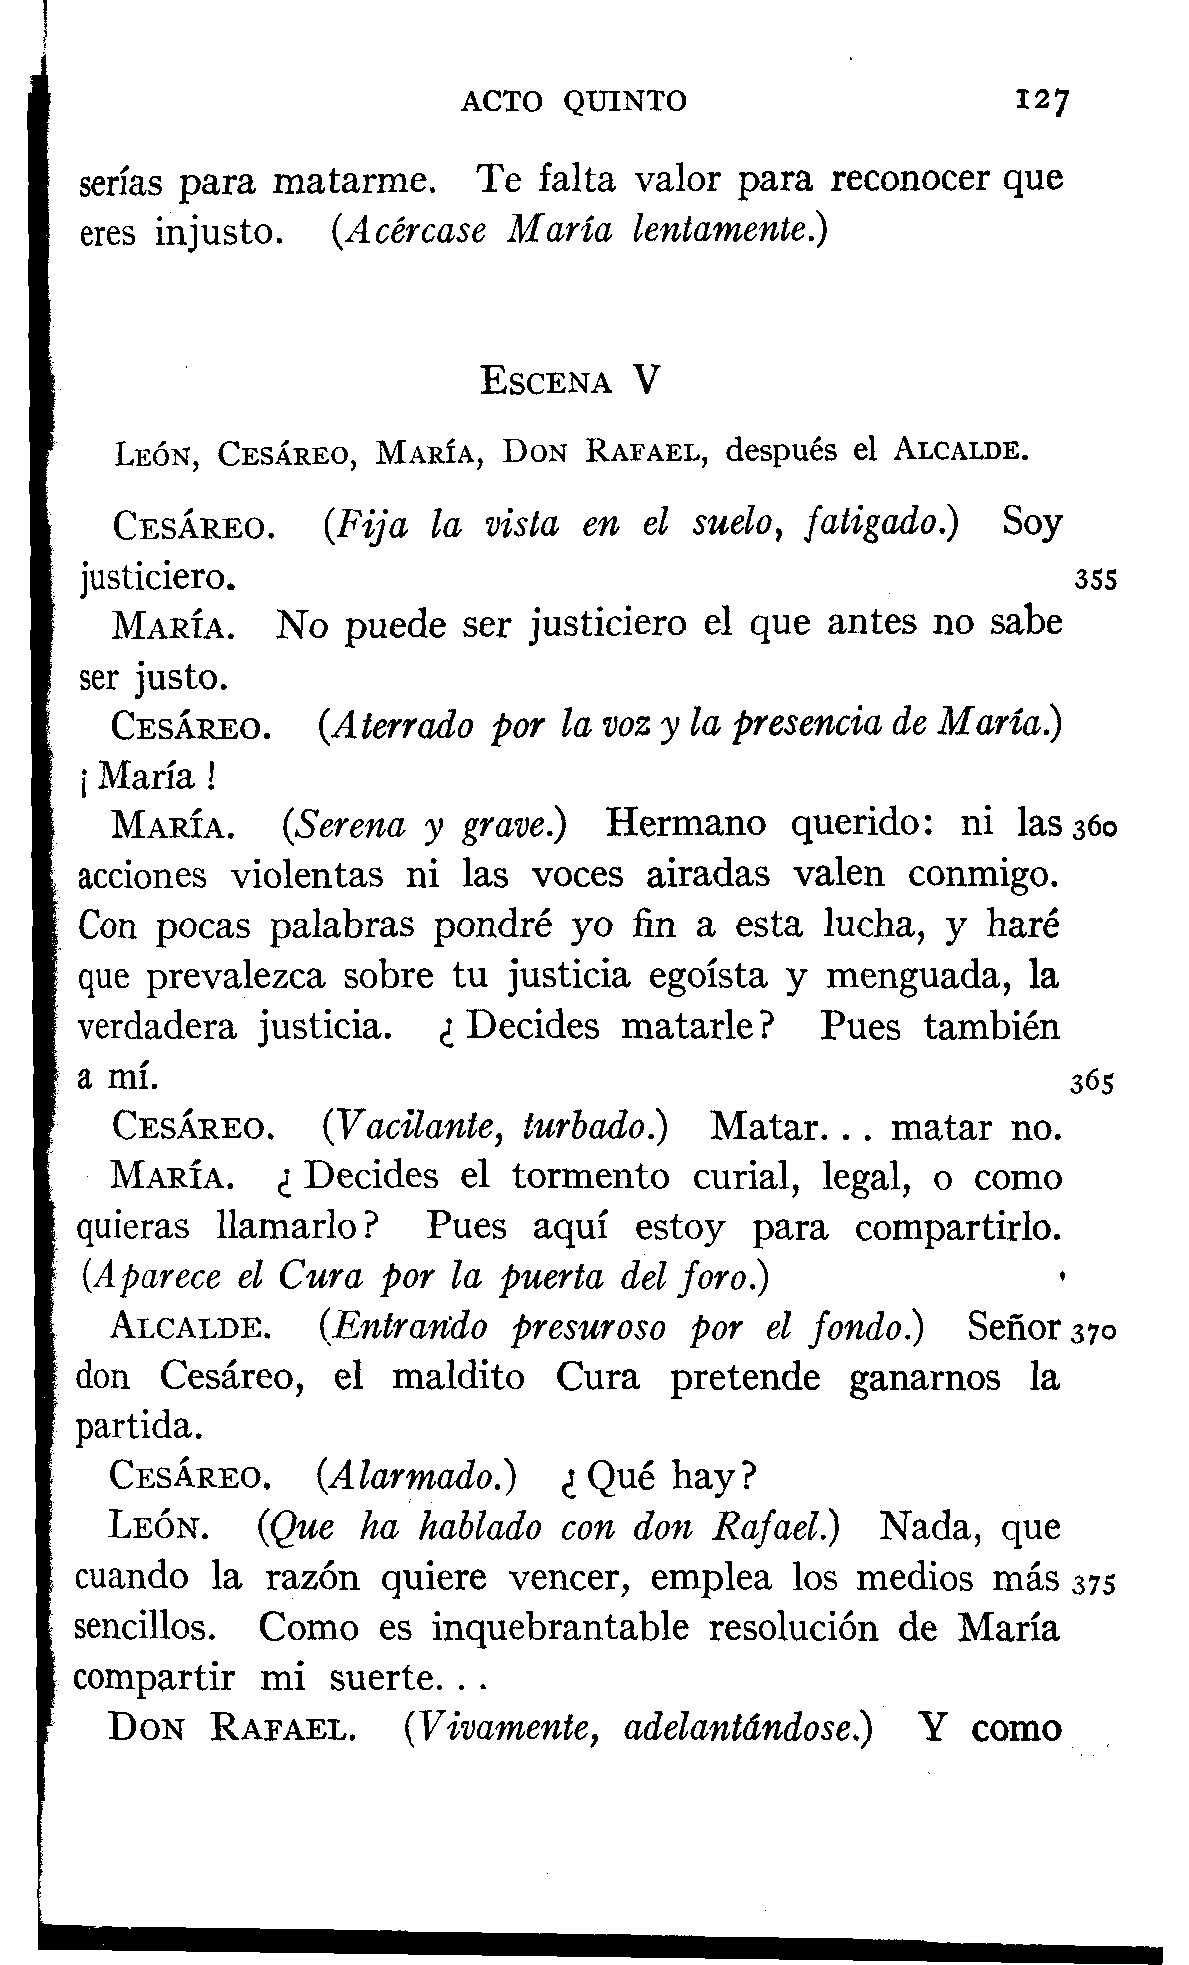 ACTO QUINTO 127
serías para matarme. Te falta valor para reconocer que
eres injusto. (Acércase María lentamente.)
ESCENA V
LEÓN, CESÁREO, MARÍA, DON RAFAEL, después el ALCALDE.
CESÁREO. (Fija la vista en el suelo, fatigado.) Soy
justiciero. 355
MARÍA. No puede ser justiciero el que antes no sabe
ser justo.
CESÁREO. (Aterrado por la voz y la presencia de María.)
¡ María !
MARÍA. (Serena y grave.) Hermano querido: ni las 360
acciones violentas ni las voces airadas valen conmigo.
Con pocas palabras pondré yo fin a esta lucha, y haré
que prevalezca sobre tu justicia egoísta y menguada, la
verdadera justicia. ¿ Decides matarle? Pues también
a mí. 365
CESÁREO. (Vacilante, turbado.) Matar. . . matar no.
MARÍA. ¿ Decides el tormento curial, legal, o como
quieras llamarlo? Pues aquí estoy para compartirlo.
(Aparece el Cura por la puerta del foro.)
ALCALDE. (Entrando presuroso por el fondo.) Señor 370
don Cesáreo, el maldito Cura pretende ganarnos la
partida.
CESÁREO. (Alarmado.) ¿ Qué hay?
LEÓN. (Que ha hablado con don Rafael.) Nada, que
cuando la razón quiere vencer, emplea los medios más 375
sencillos. Como es inquebrantable resolución de María
compartir mi suerte. . .
DON RAFAEL. (Vivamente, adelantándose.) Y como